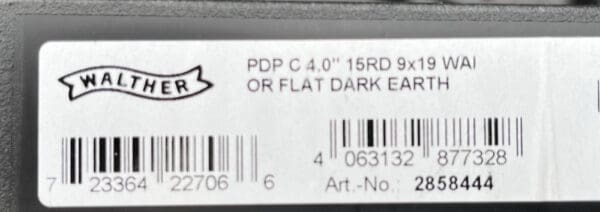 WALTHER
PDP C 4.0" 15RD 9x19 WAI
OR FLAT DARK EARTH
7 23364 22706 6
4 063132 877328
Art.-No.: 2858444